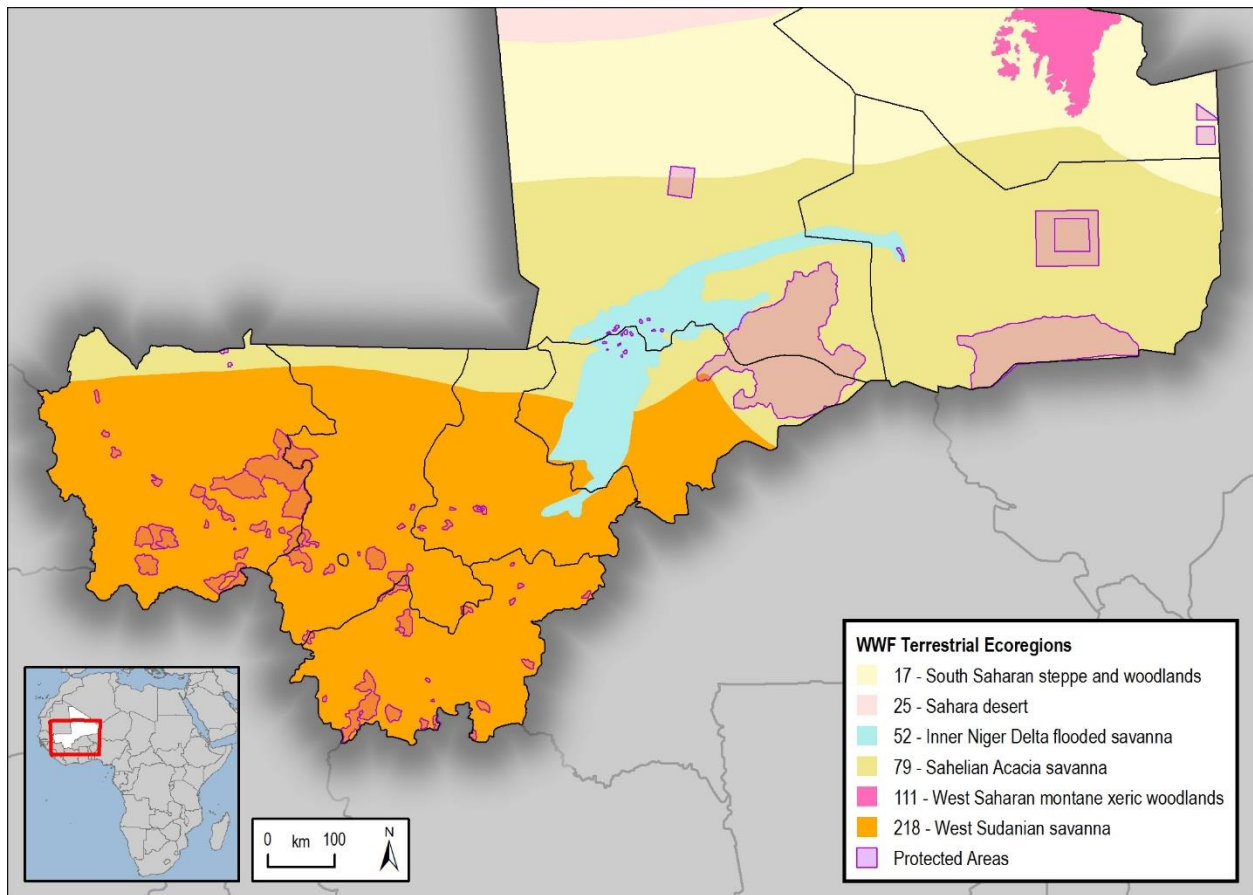 WWF Terrestrial Ecoregions
17 - South Saharan steppe and woodlands
25 - Sahara desert
52 - Inner Niger Delta flooded savanna
79 - Sahelian Acacia savanna
111 - West Saharan montane xeric woodlands
218 - West Sudanian savanna
Protected Areas
0 km 100
N